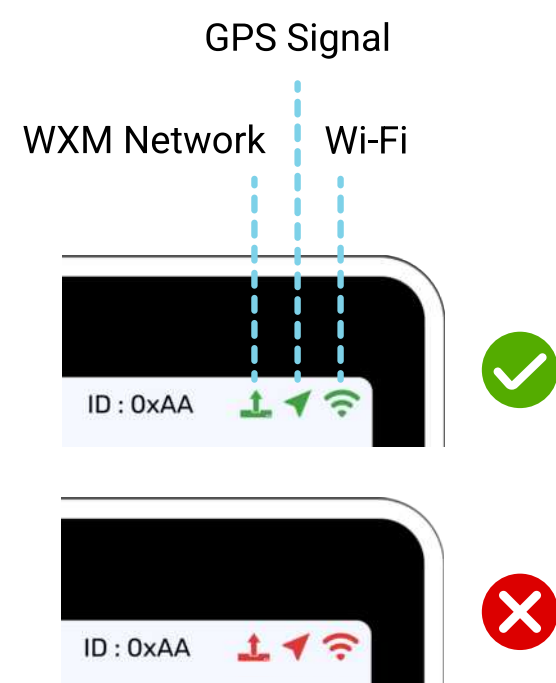 GPS Signal
WXM Network
Wi-Fi
ID : 0xAA
ID : 0xAA